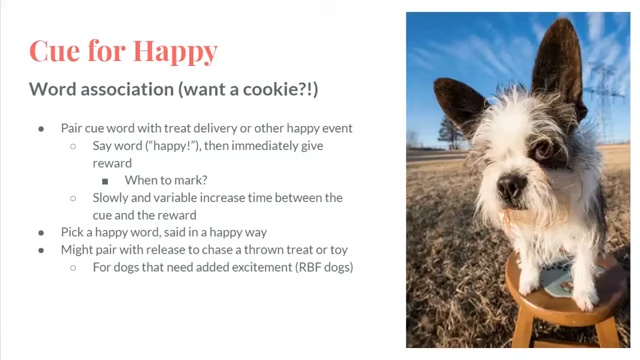 Cue for Happy
Word association (want a cookie?!)
● Pair cue word with treat delivery or other happy event
○ Say word ("happy!"), then immediately give
reward
■ When to mark?
○ Slowly and variable increase time between the
cue and the reward
● Pick a happy word, said in a happy way
● Might pair with release to chase a thrown treat or toy
○ For dogs that need added excitement (RBF dogs)